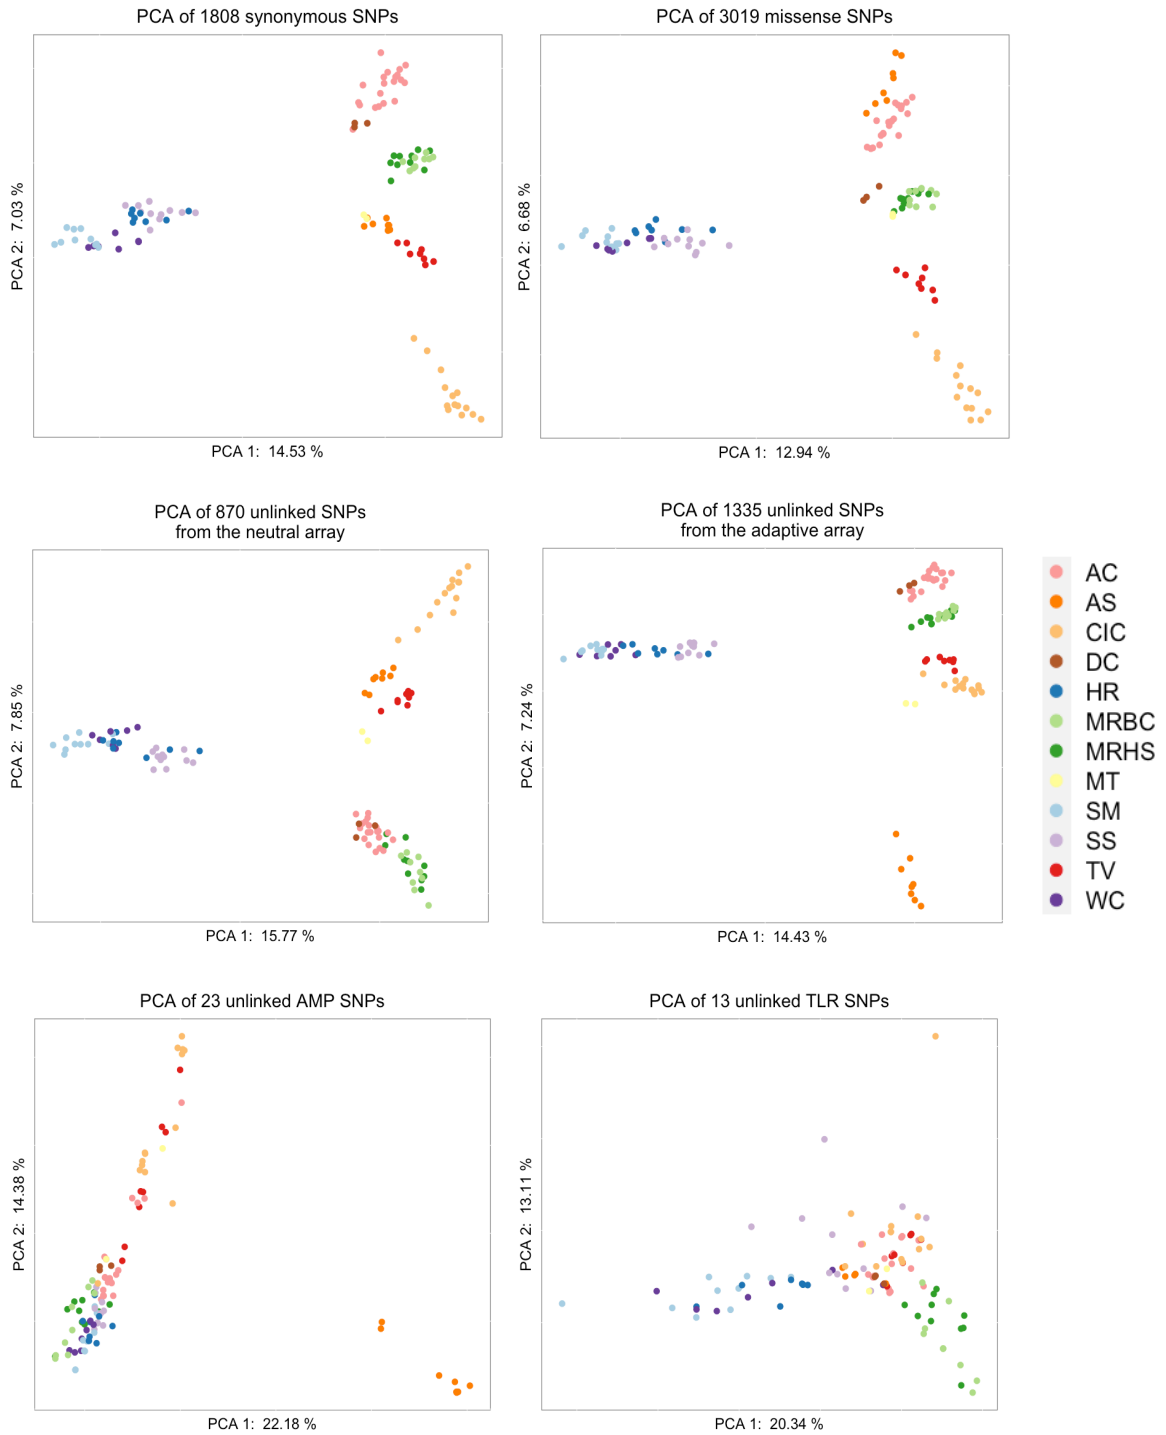 PCA of 1808 synonymous SNPs
PCA 2: 7.03 %
PCA 1: 14.53 %
PCA of 3019 missense SNPs
PCA 2: 6.68 %
PCA 1: 12.94 %
PCA of 870 unlinked SNPs
from the neutral array
PCA 2: 7.85 %
PCA 1: 15.77 %
PCA of 1335 unlinked SNPs
from the adaptive array
PCA 2: 7.24 %
PCA 1: 14.43 %
AC
AS
CIC
DC
HR
MRBC
MRHS
MT
SM
SS
TV
WC
PCA of 23 unlinked AMP SNPs
PCA 2: 14.38 %
PCA 1: 22.18 %
PCA of 13 unlinked TLR SNPs
PCA 2: 13.11 %
PCA 1: 20.34 %